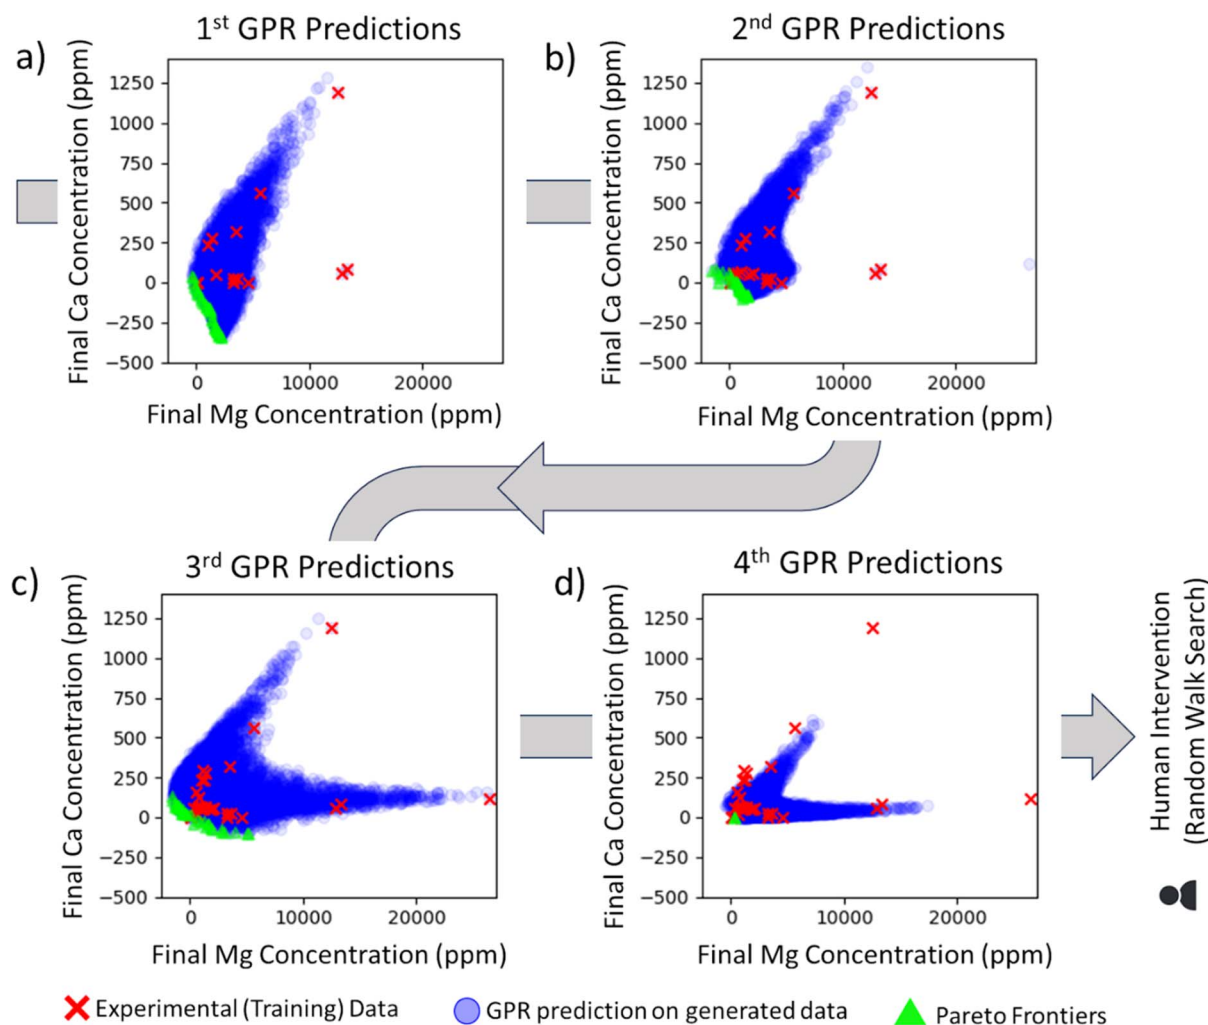 1st GPR Predictions
a)
Final Ca Concentration (ppm)
1250
1000
750
500
250
0
−250
−500
0
10000
20000
Final Mg Concentration (ppm)
2nd GPR Predictions
b)
Final Ca Concentration (ppm)
1250
1000
750
500
250
0
−250
−500
0
10000
20000
Final Mg Concentration (ppm)
3rd GPR Predictions
c)
Final Ca Concentration (ppm)
1250
1000
750
500
250
0
−250
−500
0
10000
20000
Final Mg Concentration (ppm)
4th GPR Predictions
d)
Final Ca Concentration (ppm)
1250
1000
750
500
250
0
−250
−500
0
10000
20000
Final Mg Concentration (ppm)
Human Intervention
(Random Walk Search)
Experimental (Training) Data
GPR prediction on generated data
Pareto Frontiers